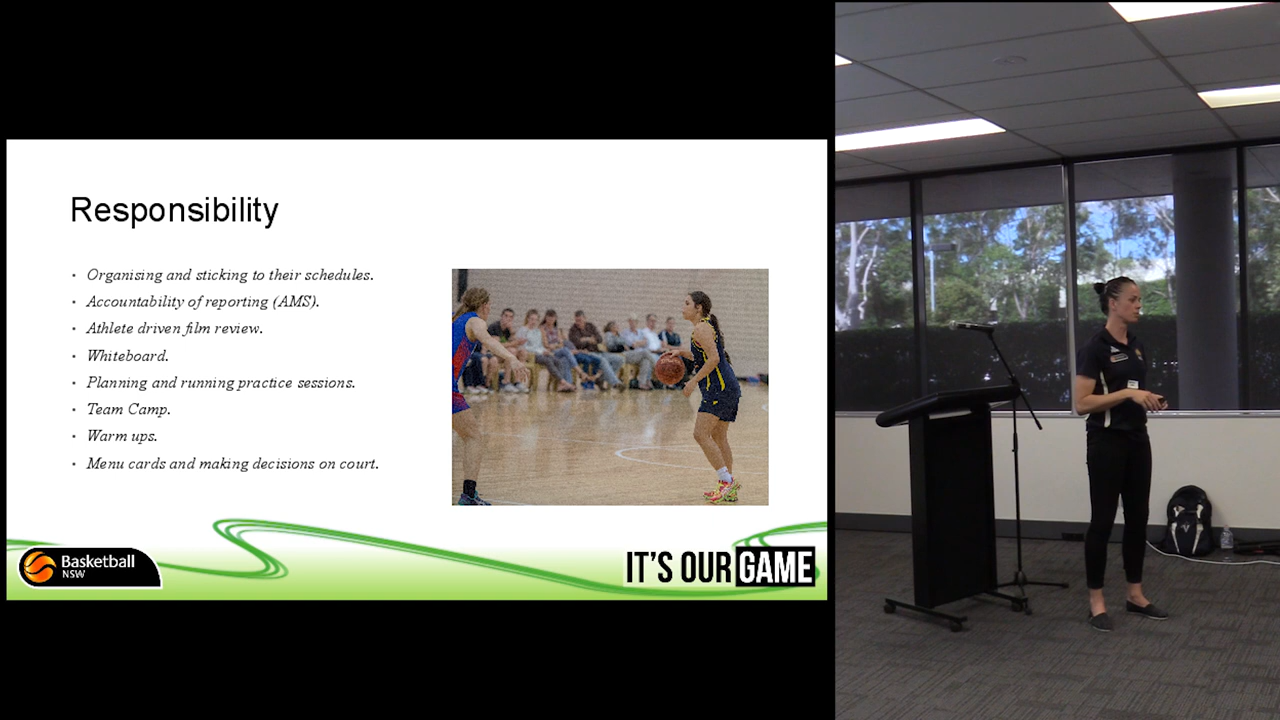 Responsibility
• Organising and sticking to their schedules.
• Accountability of reporting (AMS).
• Athlete driven film review.
• Whiteboard.
• Planning and running practice sessions.
• Team Camp.
• Warm ups.
• Menu cards and making decisions on court.
Basketball
NSW
IT'S OUR GAME